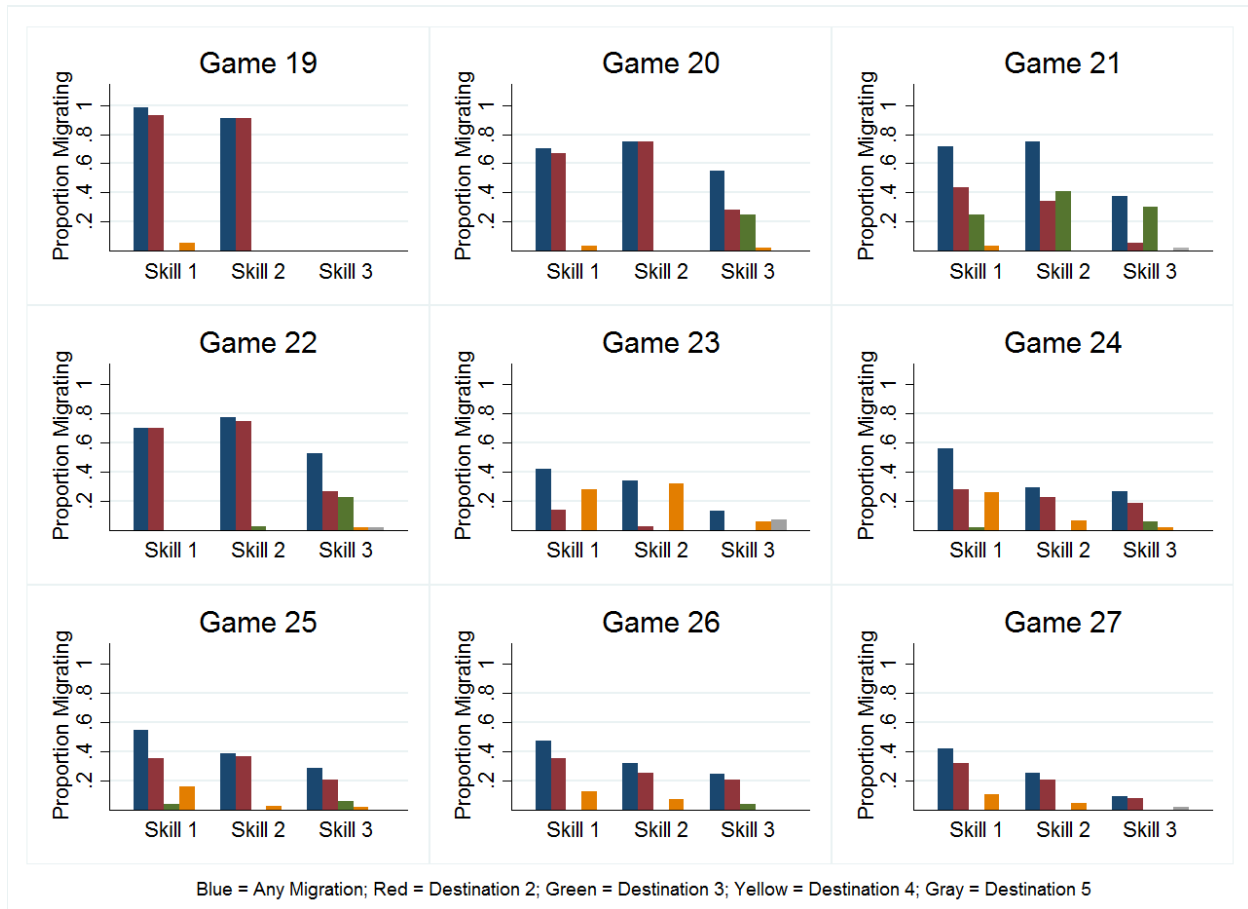 Game 19
Proportion Migrating
1
.8
.6
.4
.2
Skill 1 Skill 2 Skill 3
Game 20
Proportion Migrating
1
.8
.6
.4
.2
Skill 1 Skill 2 Skill 3
Game 21
Proportion Migrating
1
.8
.6
.4
.2
Skill 1 Skill 2 Skill 3
Game 22
Proportion Migrating
1
.8
.6
.4
.2
Skill 1 Skill 2 Skill 3
Game 23
Proportion Migrating
1
.8
.6
.4
.2
Skill 1 Skill 2 Skill 3
Game 24
Proportion Migrating
1
.8
.6
.4
.2
Skill 1 Skill 2 Skill 3
Game 25
Proportion Migrating
1
.8
.6
.4
.2
Skill 1 Skill 2 Skill 3
Game 26
Proportion Migrating
1
.8
.6
.4
.2
Skill 1 Skill 2 Skill 3
Game 27
Proportion Migrating
1
.8
.6
.4
.2
Skill 1 Skill 2 Skill 3
Blue = Any Migration; Red = Destination 2; Green = Destination 3; Yellow = Destination 4; Gray = Destination 5